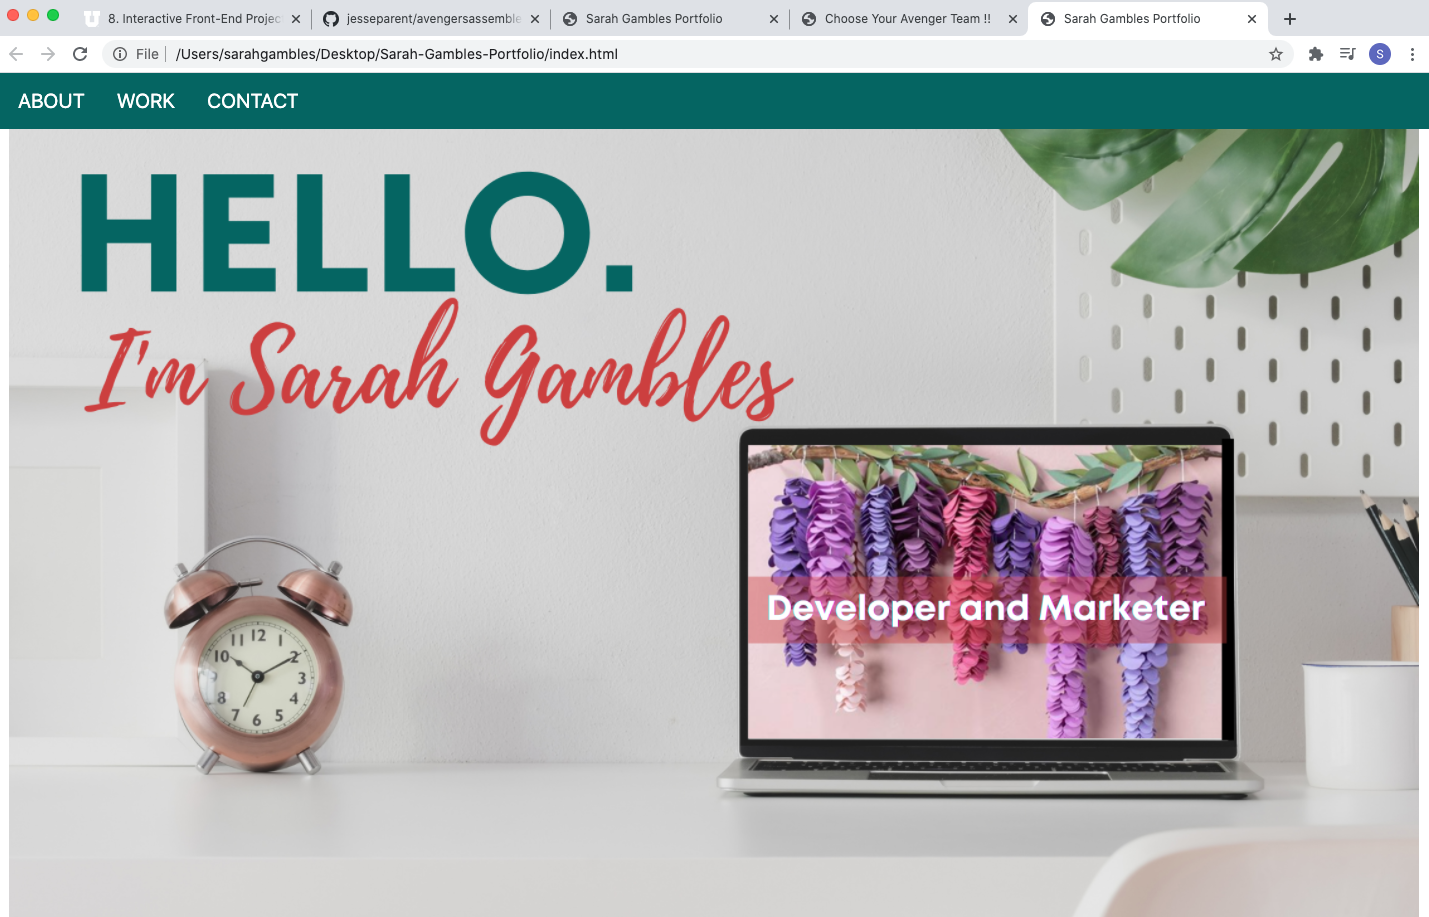 8. Interactive Front-End Projec
jesseparent/avengersassemble
Sarah Gambles Portfolio
Choose Your Avenger Team !!
Sarah Gambles Portfolio
File
/Users/sarahgambles/Desktop/Sarah-Gambles-Portfolio/index.html
S
ABOUT
WORK
CONTACT
HELLO.
I'm Sarah Gambles
Developer and Marketer
12
11 1
10 2
3
8 4
7 5
6